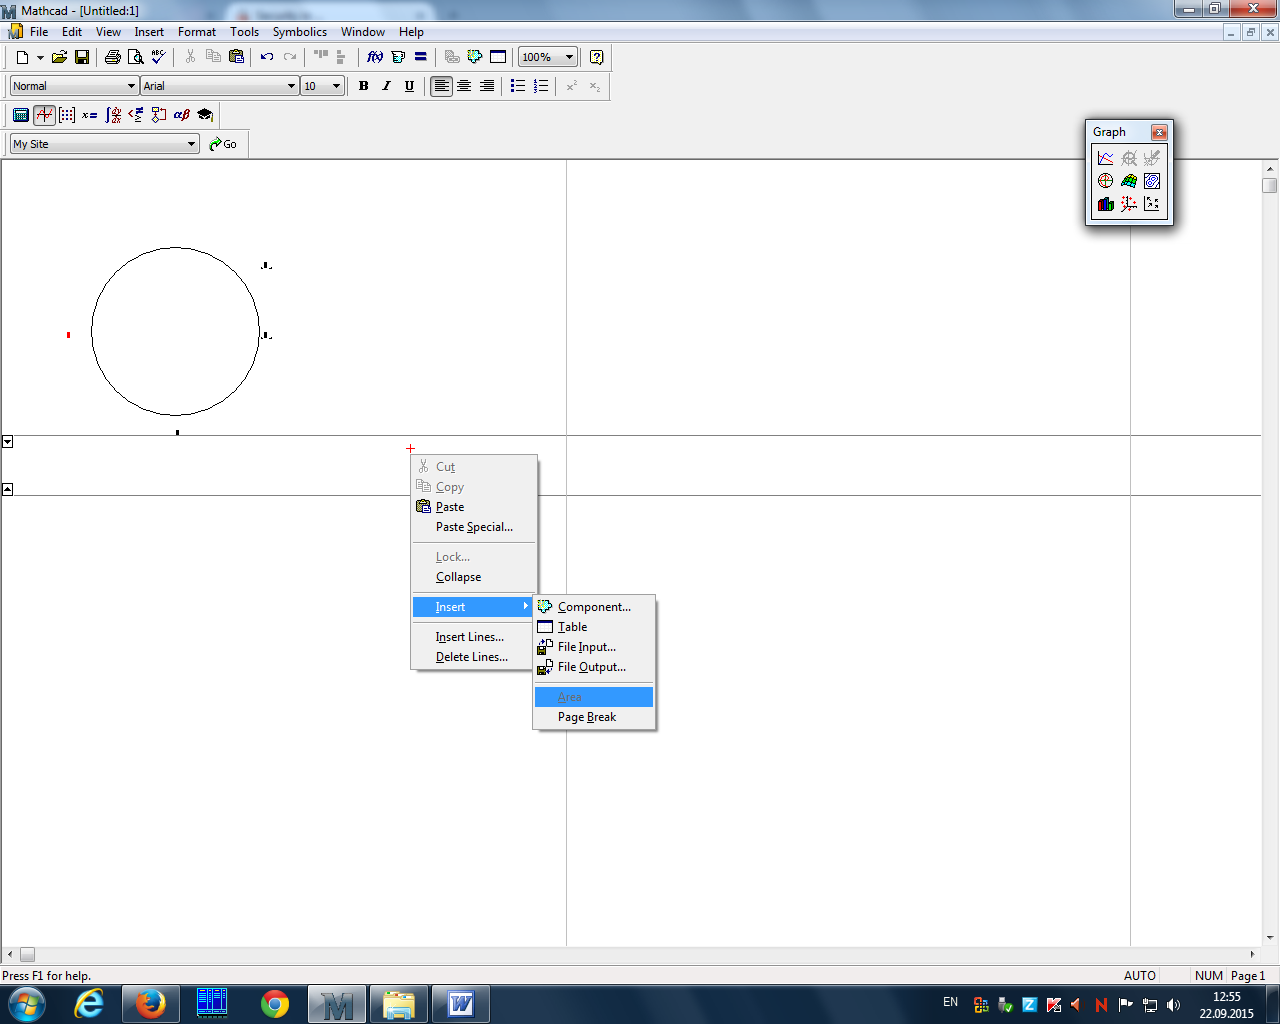 Mathcad - [Untitled:1]
File Edit View Insert Format Tools Symbolics Window Help
100%
Normal Arial 10 B I U
My Site Go
Graph
Cut
Copy
Paste
Paste Special...
Lock...
Collapse
Insert
Insert Lines...
Delete Lines...
Component...
Table
File Input...
File Output...
Area
Page Break
Press F1 for help.
AUTO NUM Page 1
EN 12:55
22.09.2015